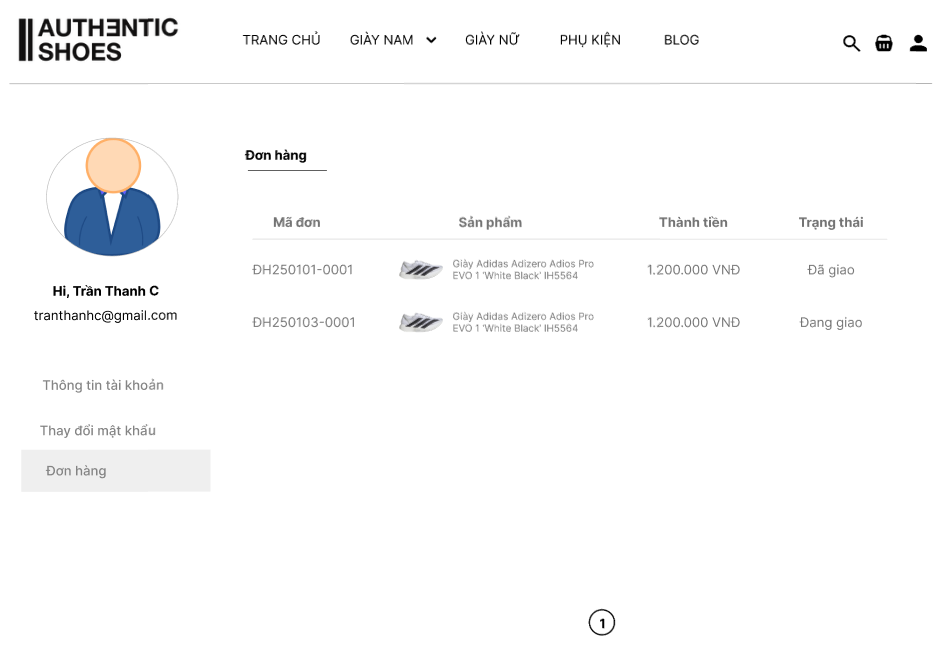 AUTHENTIC
SHOES
TRANG CHỦ GIÀY NAM GIÀY NỮ PHỤ KIỆN BLOG
Hi, Trần Thanh C
tranthanhc@gmail.com
Thông tin tài khoản
Thay đổi mật khẩu
Đơn hàng
Đơn hàng
Mã đơn Sản phẩm Thành tiền Trạng thái
ĐH250101-0001 Giày Adidas Adizero Adios Pro EVO 1 'White Black' IH5564 1.200.000 VNĐ Đã giao
ĐH250103-0001 Giày Adidas Adizero Adios Pro EVO 1 'White Black' IH5564 1.200.000 VNĐ Đang giao
1